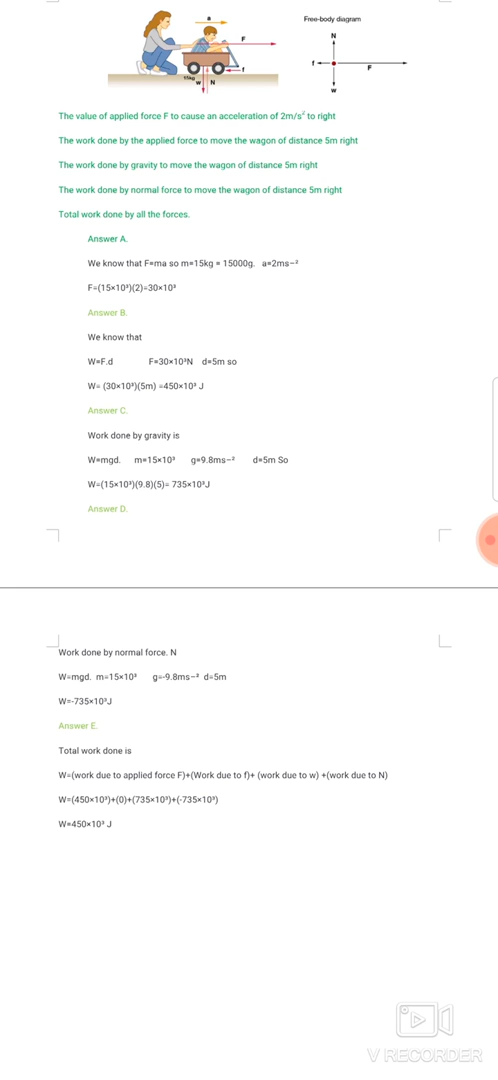 a
Free-body diagram
N
F
f
f
F
15kg
w
N
w
The value of applied force F to cause an acceleration of 2m/s² to right
The work done by the applied force to move the wagon of distance 5m right
The work done by gravity to move the wagon of distance 5m right
The work done by normal force to move the wagon of distance 5m right
Total work done by all the forces.
Answer A.
We know that F=ma so m=15kg = 15000g. a=2ms−²
F=(15×10³)(2)=30×10³
Answer B.
We know that
W=F.d F=30×10³N d=5m so
W= (30×10³)(5m) =450×10³ J
Answer C.
Work done by gravity is
W=mgd. m=15×10³ g=9.8ms−² d=5m So
W=(15×10³)(9.8)(5)= 735×10³J
Answer D.
Work done by normal force. N
W=mgd. m=15×10³ g=-9.8ms−² d=5m
W=-735×10³J
Answer E.
Total work done is
W=(work due to applied force F)+(Work due to f)+ (work due to w) +(work due to N)
W=(450×10³)+(0)+(735×10³)+(-735×10³)
W=450×10³ J
V RECORDER